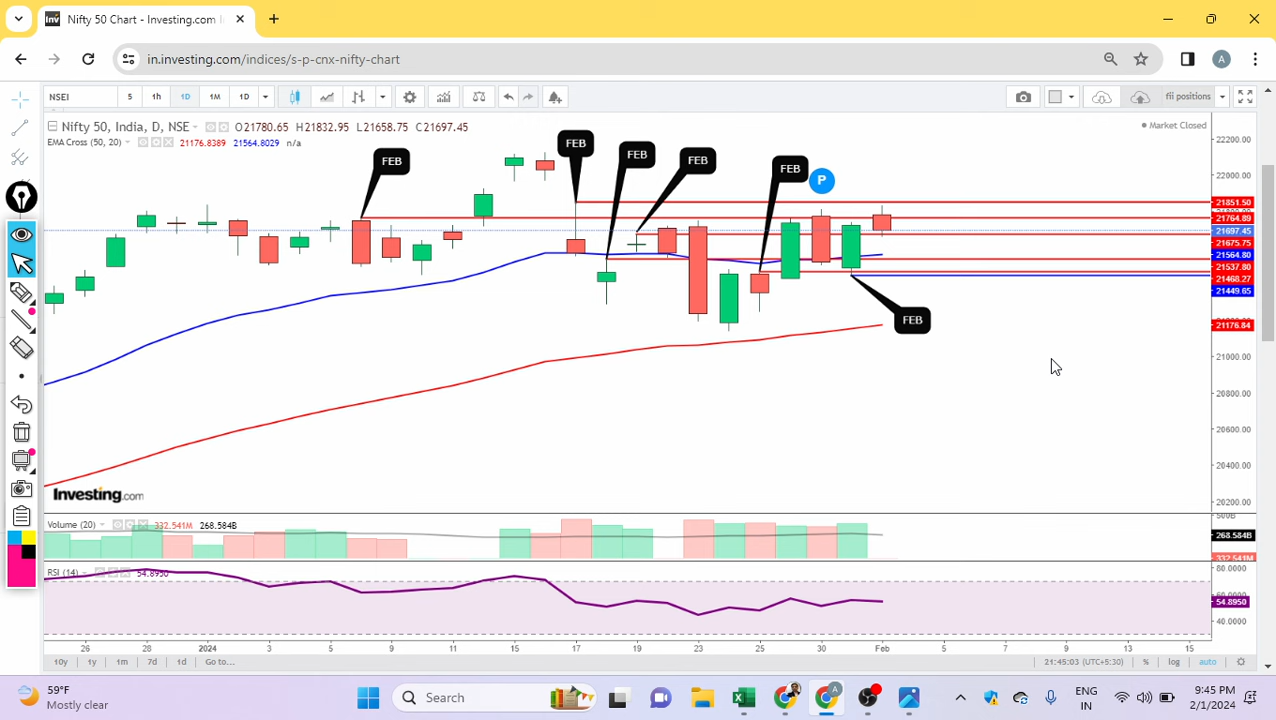 Nifty 50 Chart - Investing.com I
in.investing.com/indices/s-p-cnx-nifty-chart
A
NSEI 5 1h 1D 1M 1D fii positions
Nifty 50, India, D, NSE O21780.65 H21832.95 L21658.75 C21697.45
EMA Cross (50, 20) 21176.8389 21564.8029 n/a
Market Closed
FEB
FEB
FEB
FEB
FEB
P
FEB
22200.00
22000.00
21851.50
21764.89
21697.45
21675.75
21564.80
21537.80
21468.27
21449.65
21176.84
21000.00
20800.00
20600.00
20400.00
20200.00
Investing.com
Volume (20) 332.541M 268.584B
500B
268.584B
332.541M
RSI (14) 54.8950
80.0000
60.0000
54.8950
40.0000
26 28 2024 3 5 9 11 15 17 19 23 25 30 Feb 5 7 9 13 15
10y 1y 1m 7d 1d Go to... 21:45:03 (UTC+5:30) % log auto
59°F
Mostly clear
Search
A
ENG
IN
9:45 PM
2/1/2024